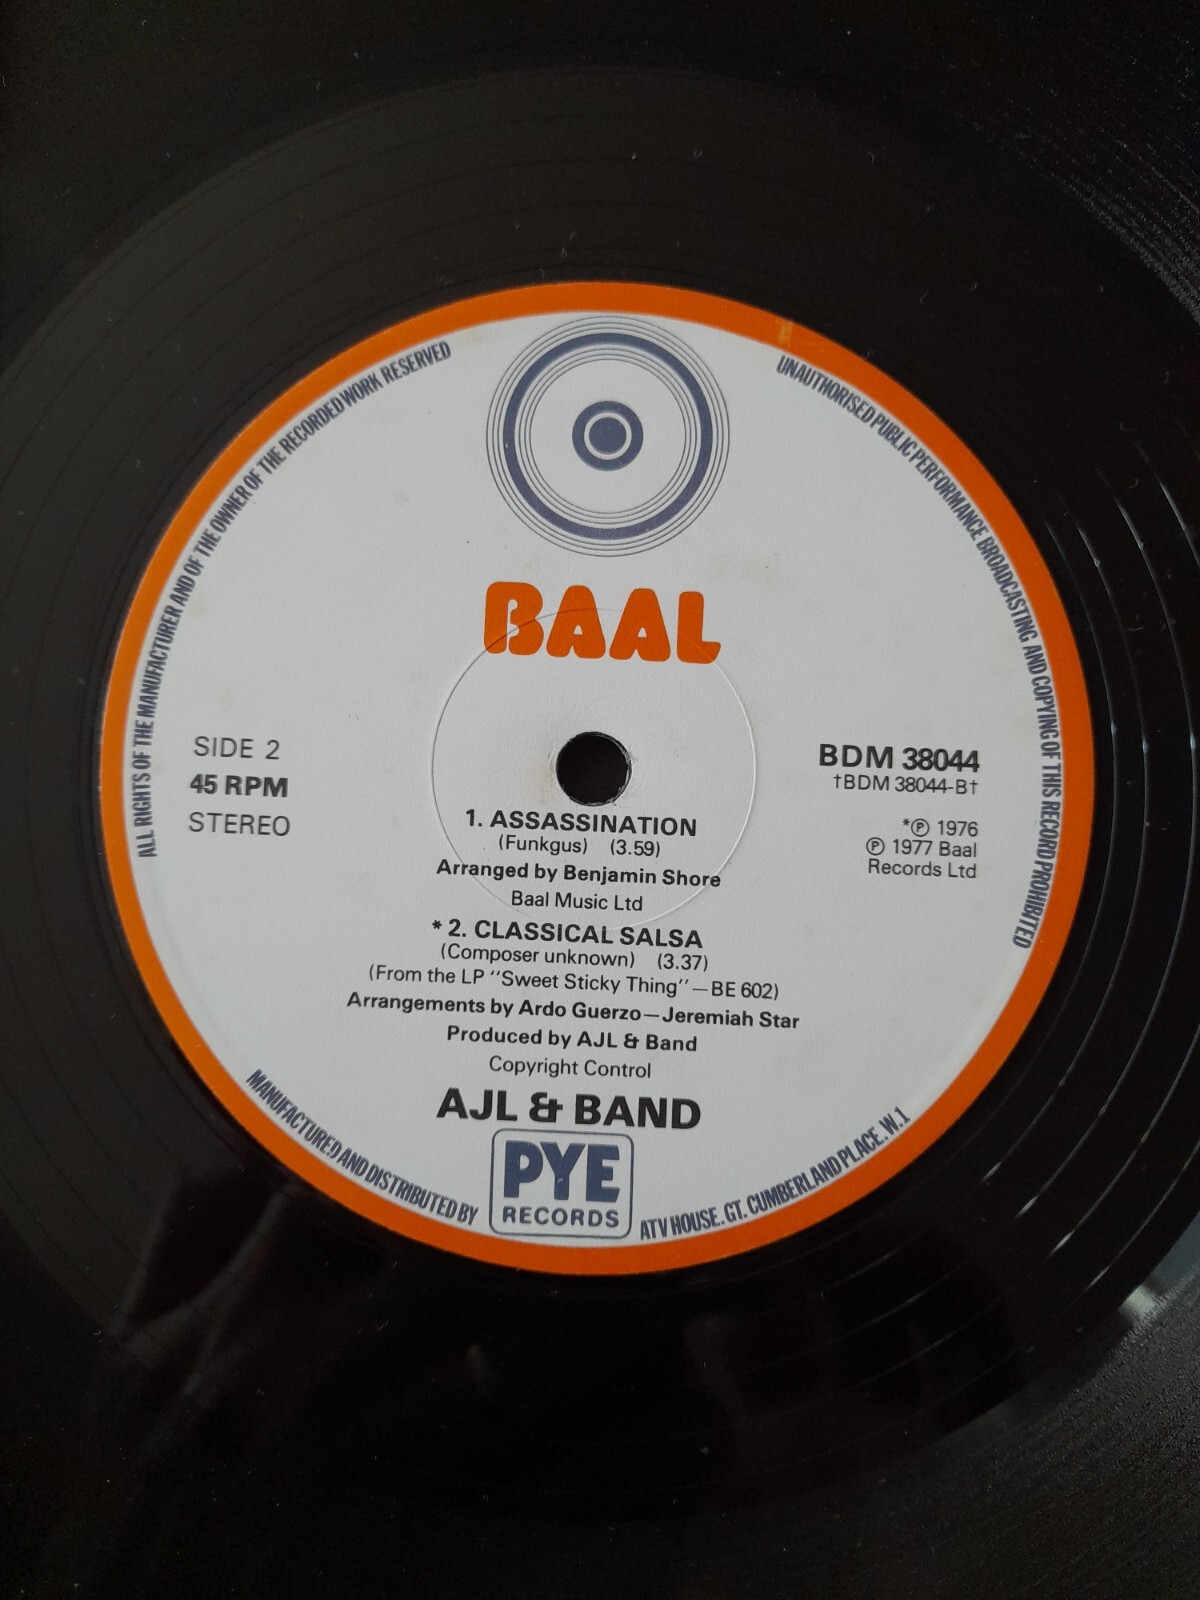 ALL RIGHTS OF THE MANUFACTURER AND OF THE OWNER OF THE RECORDED WORK RESERVED
UNAUTHORISED PUBLIC PERFORMANCE BROADCASTING AND COPYING OF THIS RECORD PROHIBITED
BAAL
SIDE 2
45 RPM
STEREO
BDM 38044
†BDM 38044-B†
*℗ 1976
℗ 1977 Baal
Records Ltd
1. ASSASSINATION
(Funkgus) (3.59)
Arranged by Benjamin Shore
Baal Music Ltd
* 2. CLASSICAL SALSA
(Composer unknown) (3.37)
(From the LP "Sweet Sticky Thing"—BE 602)
Arrangements by Ardo Guerzo—Jeremiah Star
Produced by AJL & Band
Copyright Control
AJL & BAND
MANUFACTURED AND DISTRIBUTED BY
PYE
RECORDS
ATV HOUSE. GT. CUMBERLAND PLACE. W.1